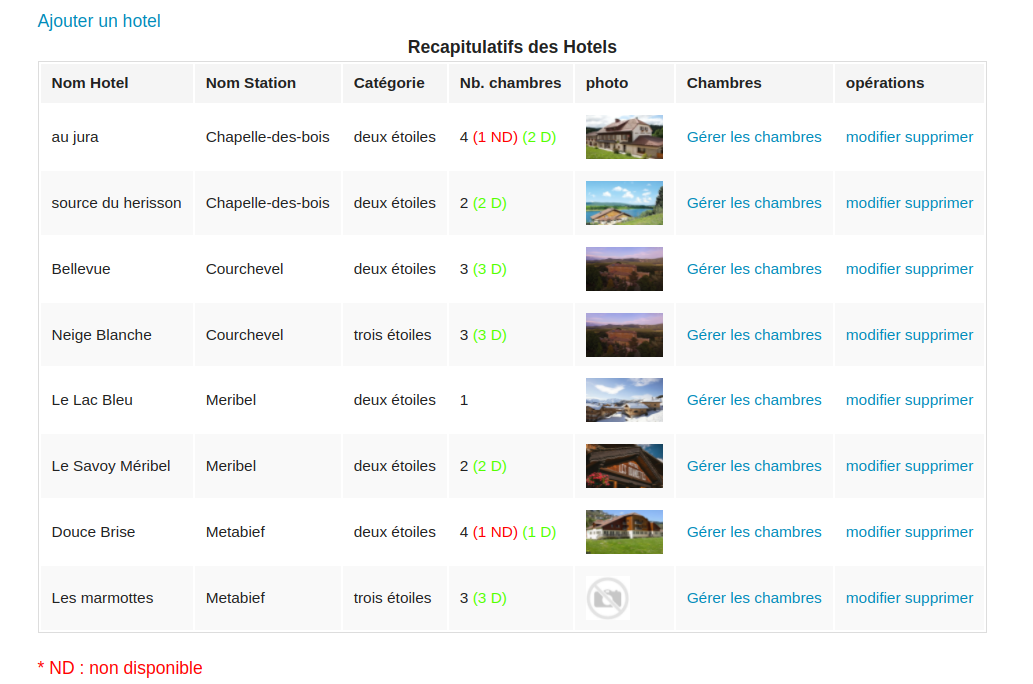 Ajouter un hotel
Recapitulatifs des Hotels
Nom Hotel Nom Station Catégorie Nb. chambres photo Chambres opérations
au jura Chapelle-des-bois deux étoiles 4 (1 ND) (2 D) Gérer les chambres modifier supprimer
source du herisson Chapelle-des-bois deux étoiles 2 (2 D) Gérer les chambres modifier supprimer
Bellevue Courchevel deux étoiles 3 (3 D) Gérer les chambres modifier supprimer
Neige Blanche Courchevel trois étoiles 3 (3 D) Gérer les chambres modifier supprimer
Le Lac Bleu Meribel deux étoiles 1 Gérer les chambres modifier supprimer
Le Savoy Méribel Meribel deux étoiles 2 (2 D) Gérer les chambres modifier supprimer
Douce Brise Metabief deux étoiles 4 (1 ND) (1 D) Gérer les chambres modifier supprimer
Les marmottes Metabief trois étoiles 3 (3 D) Gérer les chambres modifier supprimer
* ND : non disponible